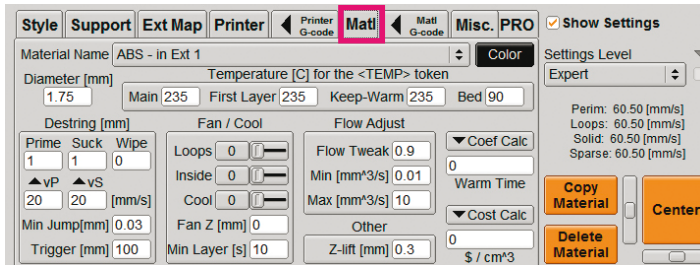 Style Support Ext Map Printer Printer G-code Matl Matl G-code Misc. PRO Show Settings
Material Name ABS - in Ext 1 Color Settings Level
Diameter [mm] Temperature [C] for the <TEMP> token Expert
1.75 Main 235 First Layer 235 Keep-Warm 235 Bed 90
Perim: 60.50 [mm/s]
Loops: 60.50 [mm/s]
Solid: 60.50 [mm/s]
Sparse: 60.50 [mm/s]
Destring [mm] Fan / Cool Flow Adjust
Prime Suck Wipe Loops 0 Flow Tweak 0.9 Coef Calc
1 1 0 0
vP vS Inside 0 Min [mm^3/s] 0.01 Warm Time
20 20 [mm/s] Cool 0 Max [mm^3/s] 10 Cost Calc
Min Jump[mm] 0.03 Fan Z [mm] 0 Other 0
Trigger [mm] 100 Min Layer [s] 10 Z-lift [mm] 0.3 $ / cm^3
Copy Material
Center
Delete Material